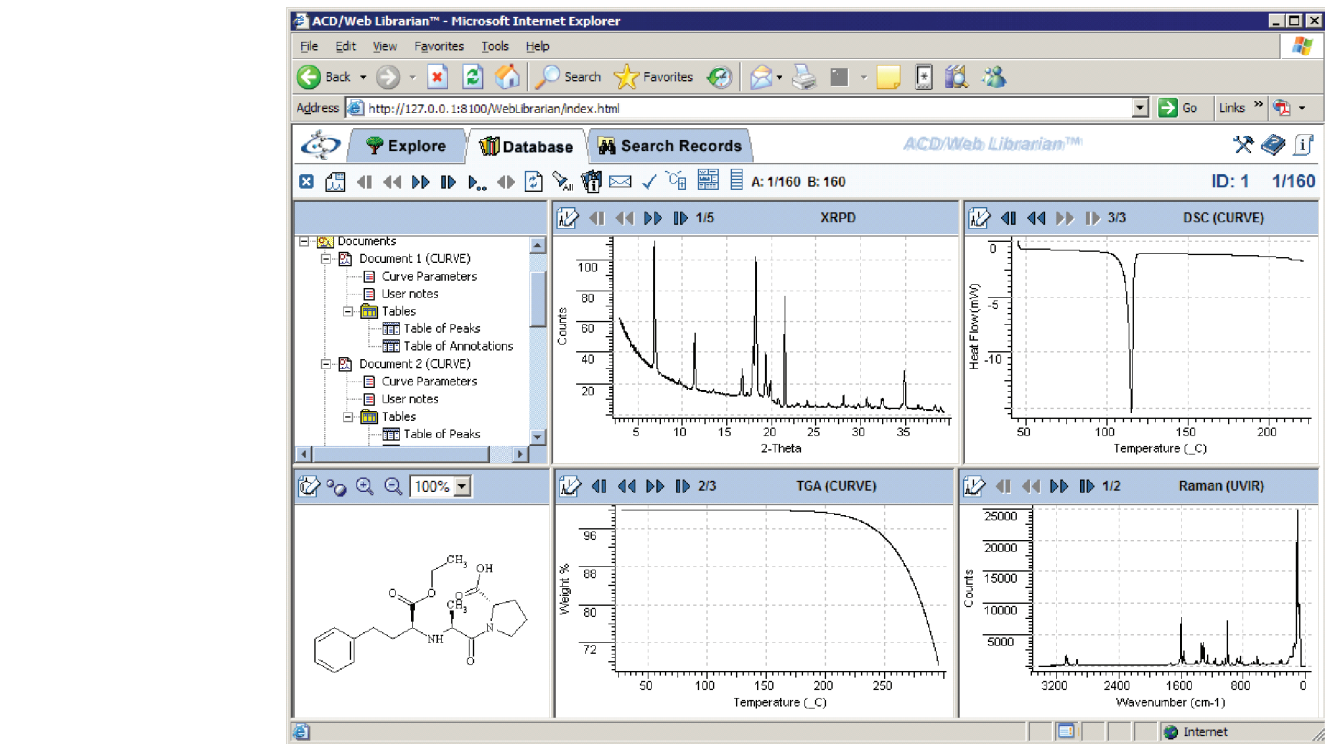 ACD/Web Librarian™ - Microsoft Internet Explorer
File Edit View Favorites Tools Help
Back Search Favorites
Address http://127.0.0.1:8100/WebLibrarian/index.html Go Links »
Explore Database Search Records ACD/Web Librarian™
All A: 1/160 B: 160 ID: 1 1/160
Documents
Document 1 (CURVE)
Curve Parameters
User notes
Tables
Table of Peaks
Table of Annotations
Document 2 (CURVE)
Curve Parameters
User notes
Tables
Table of Peaks
1/5 XRPD
100
80
60
40
20
Counts
5 10 15 20 25 30 35
2-Theta
3/3 DSC (CURVE)
0
-5
-10
Heat Flow(mW)
50 100 150 200
Temperature (_C)
100%
CH3
OH
O
O
O
CH3
NH
N
O
2/3 TGA (CURVE)
96
88
80
72
Weight %
50 100 150 200 250
Temperature (_C)
1/2 Raman (UVIR)
25000
20000
15000
10000
5000
Counts
3200 2400 1600 800 0
Wavenumber (cm-1)
Internet